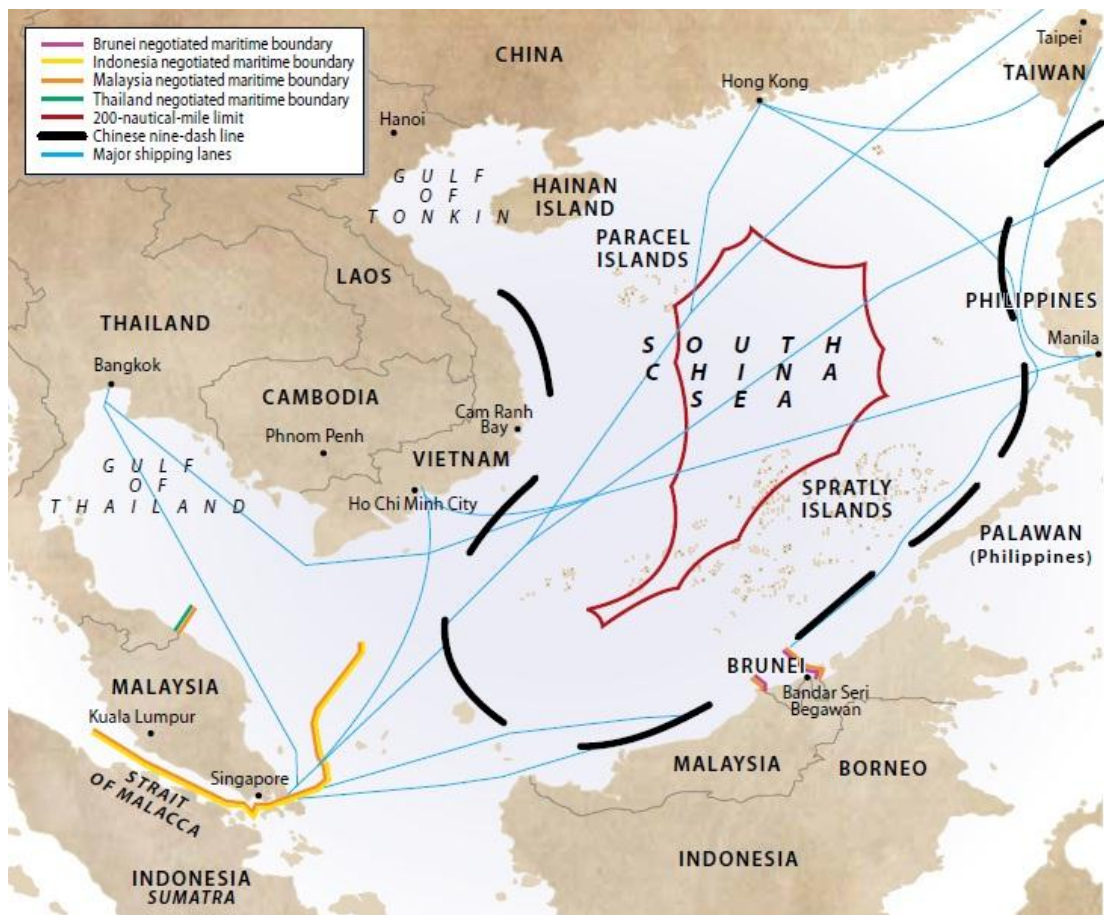 Brunei negotiated maritime boundary
Indonesia negotiated maritime boundary
Malaysia negotiated maritime boundary
Thailand negotiated maritime boundary
200-nautical-mile limit
Chinese nine-dash line
Major shipping lanes
CHINA
Taipei
TAIWAN
Hong Kong
Hanoi
GULF
OF
TONKIN
HAINAN
ISLAND
PARACEL
ISLANDS
LAOS
THAILAND
PHILIPPINES
Manila
SOUTH
CHINA
SEA
Bangkok
CAMBODIA
Phnom Penh
Cam Ranh
Bay
VIETNAM
Ho Chi Minh City
GULF
OF
THAILAND
SPRATLY
ISLANDS
PALAWAN
(Philippines)
BRUNEI
Bandar Seri
Begawan
MALAYSIA
Kuala Lumpur
Singapore
STRAIT
OF MALACCA
MALAYSIA
BORNEO
INDONESIA
INDONESIA
SUMATRA